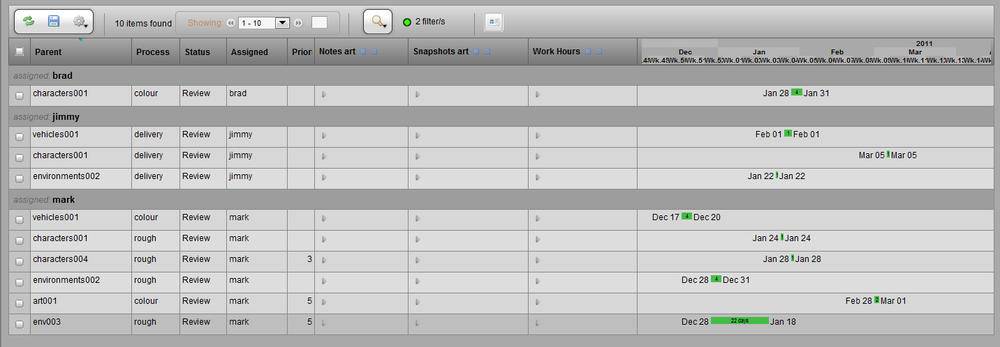 10 items found Showing: 1 - 10 2 filter/s
2011
Parent Process Status Assigned Prior Notes art Snapshots art Work Hours Dec Jan Feb Mar
assigned: brad
characters001 colour Review brad Jan 28 4 Jan 31
assigned: jimmy
vehicles001 delivery Review jimmy Feb 01 1 Feb 01
characters001 delivery Review jimmy Mar 05 Mar 05
environments002 delivery Review jimmy Jan 22 Jan 22
assigned: mark
vehicles001 colour Review mark Dec 17 4 Dec 20
characters001 rough Review mark Jan 24 Jan 24
characters004 rough Review mark 3 Jan 28 Jan 28
environments002 rough Review mark Dec 28 4 Dec 31
art001 colour Review mark 5 Feb 28 2 Mar 01
env003 rough Review mark 5 Dec 28 22 days Jan 18